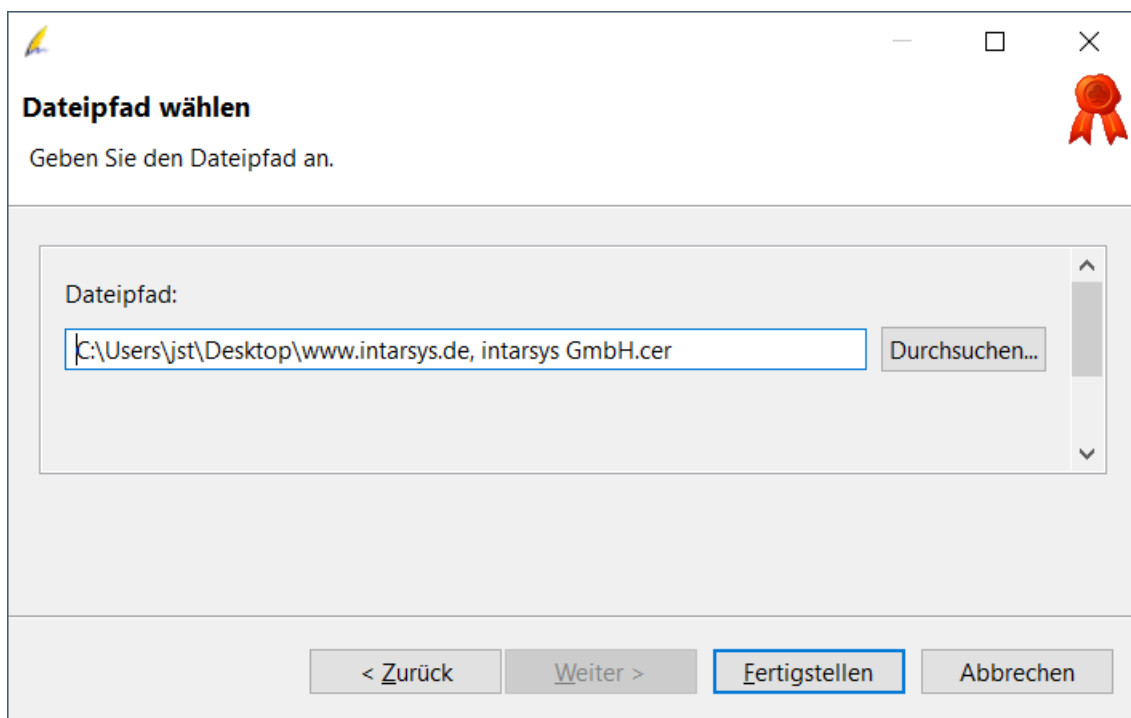 Dateipfad wählen
Geben Sie den Dateipfad an.
Dateipfad:
C:\Users\jst\Desktop\www.intarsys.de, intarsys GmbH.cer
Durchsuchen...
< Zurück
Weiter >
Fertigstellen
Abbrechen